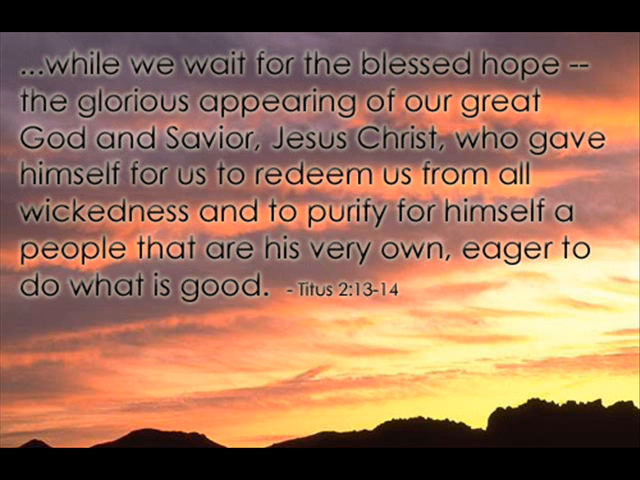 ...while we wait for the blessed hope --
the glorious appearing of our great
God and Savior, Jesus Christ, who gave
himself for us to redeem us from all
wickedness and to purify for himself a
people that are his very own, eager to
do what is good. - Titus 2:13-14